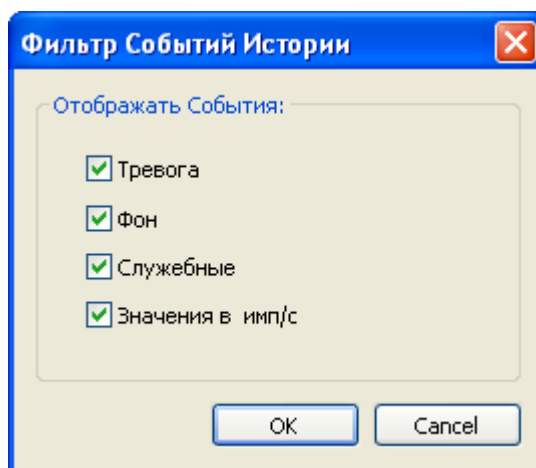 Фильтр Событий Истории
Отображать События:
Тревога
Фон
Служебные
Значения в имп/с
OK
Cancel